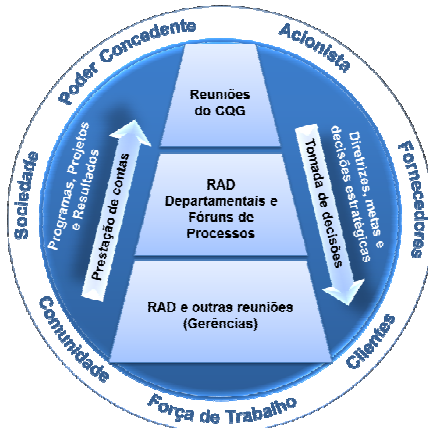 Poder Concedente
Acionista
Sociedade
Fornecedores
Comunidade
Clientes
Força de Trabalho
Programas, Projetos
e Resultados
Prestação de contas
Reuniões
do CQG
RAD
Departamentais e
Fóruns de
Processos
RAD e outras reuniões
(Gerências)
Tomada de decisões
Diretrizes, metas e
decisões estratégicas